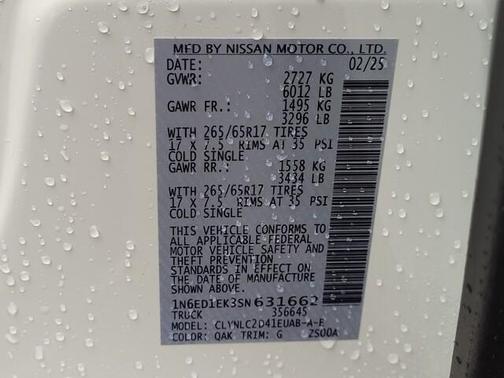 MFD BY NISSAN MOTOR CO., LTD.
DATE: 02/25
GVWR: 2727 KG
6012 LB
GAWR FR.: 1495 KG
3296 LB
WITH 265/65R17 TIRES
17 X 7.5 RIMS AT 35 PSI
COLD SINGLE
GAWR RR.: 1558 KG
3434 LB
WITH 265/65R17 TIRES
17 X 7.5 RIMS AT 35 PSI
COLD SINGLE
THIS VEHICLE CONFORMS TO
ALL APPLICABLE FEDERAL
MOTOR VEHICLE SAFETY
AND THEFT PREVENTION
STANDARDS IN EFFECT ON
THE DATE OF MANUFACTURE
SHOWN ABOVE.
1N6ED1EK3SN631662
TRUCK 356645
MODEL: CLYNLC2D41EUAB-A-E
COLOR: QAK TRIM: G 2S00A